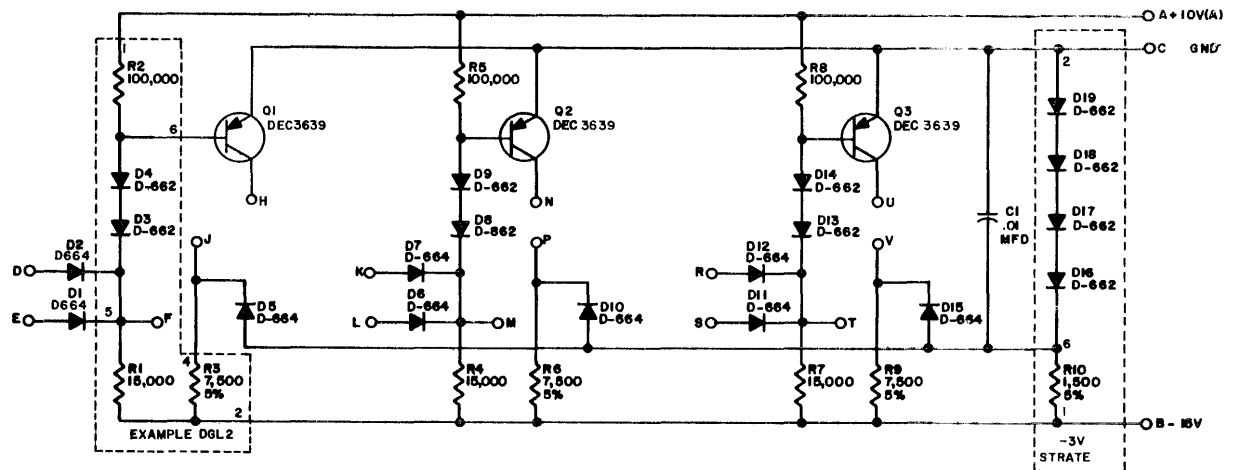 A+10V(A)
C GND
1
2
R2
100,000
R5
100,000
R8
100,000
D19
D-662
Q1
DEC3639
Q2
DEC 3639
Q3
DEC 3639
6
D18
D-662
D4
D-662
D9
D-662
D14
D-662
H
N
U
C1
.01
MFD
D17
D-662
D3
D-662
D8
D-862
D13
D-662
J
P
V
D2
D664
D7
D-664
D12
D-664
D
K
R
D16
D-662
D1
D664
D6
D-664
D11
D-664
D5
D-664
D10
D-664
D15
D-664
E
5
F
L
M
S
T
6
R1
15,000
4
R3
7,500
5%
R4
15,000
R6
7,500
5%
R7
15,000
R9
7,500
5%
R10
1,500
5%
2
1
B-15V
EXAMPLE DGL2
-3V
STRATE